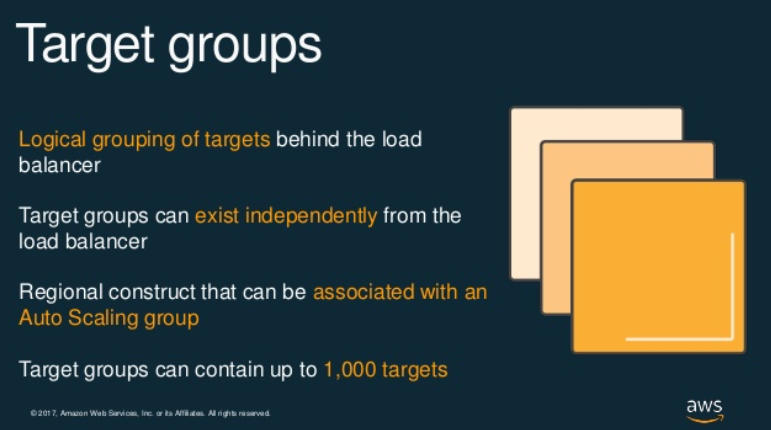 Target groups
Logical grouping of targets behind the load
balancer
Target groups can exist independently from the
load balancer
Regional construct that can be associated with an
Auto Scaling group
Target groups can contain up to 1,000 targets
© 2017, Amazon Web Services, Inc. or its Affiliates. All rights reserved.
aws